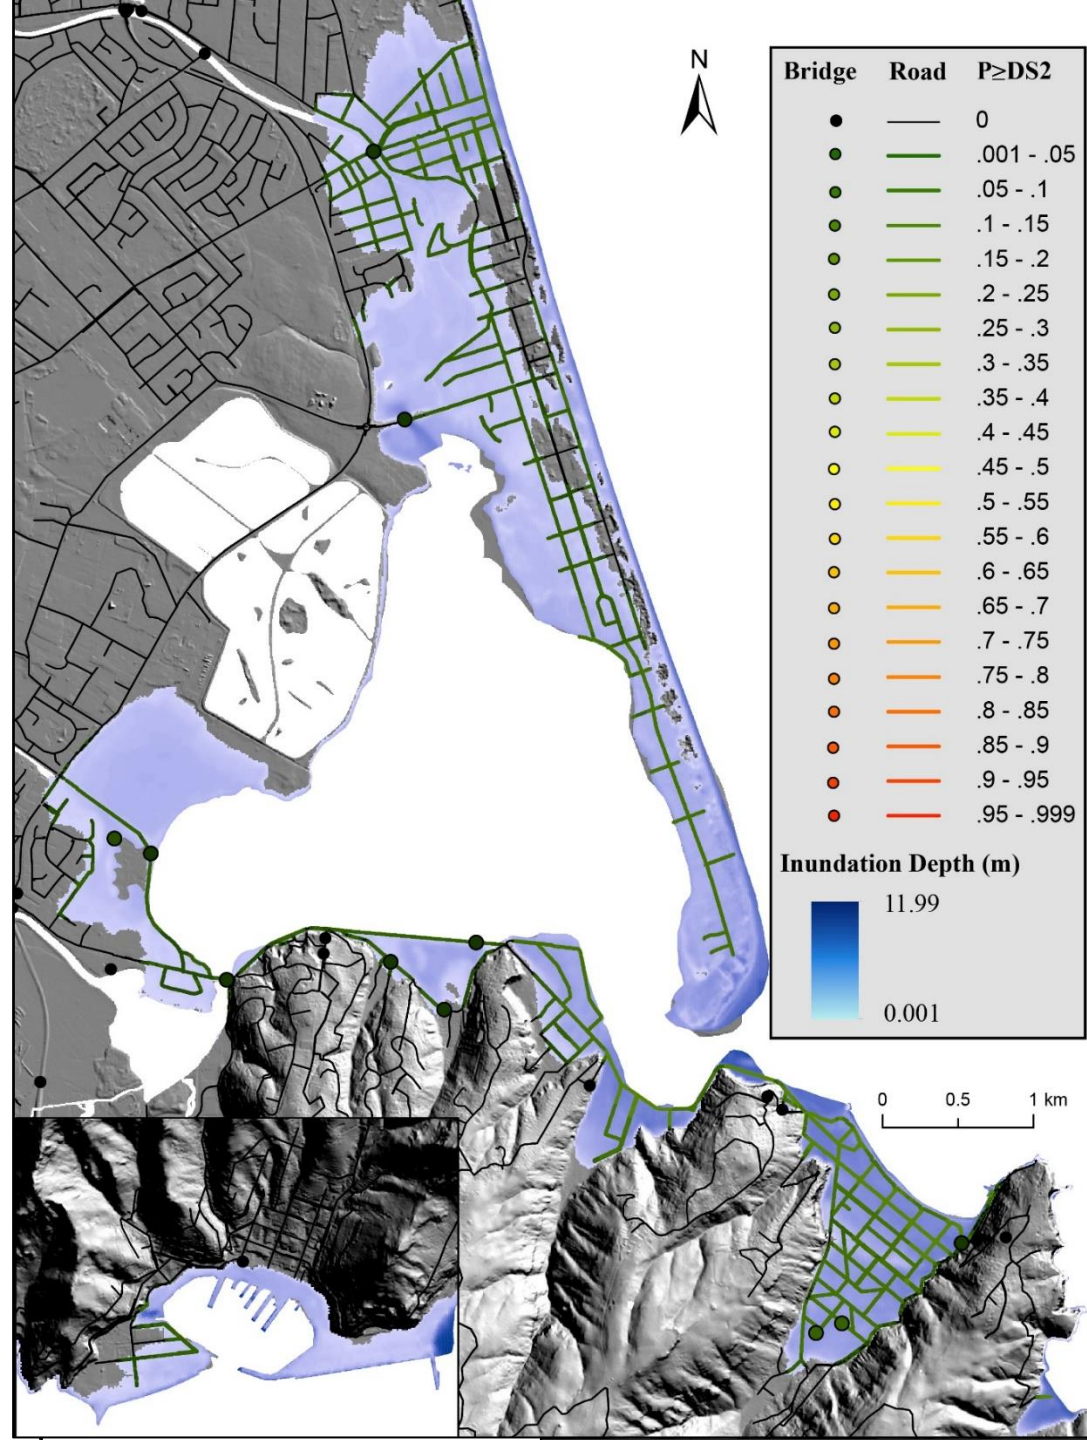 N
Bridge Road P≥DS2
0
.001 - .05
.05 - .1
.1 - .15
.15 - .2
.2 - .25
.25 - .3
.3 - .35
.35 - .4
.4 - .45
.45 - .5
.5 - .55
.55 - .6
.6 - .65
.65 - .7
.7 - .75
.75 - .8
.8 - .85
.85 - .9
.9 - .95
.95 - .999
Inundation Depth (m)
11.99
0.001
0 0.5 1 km